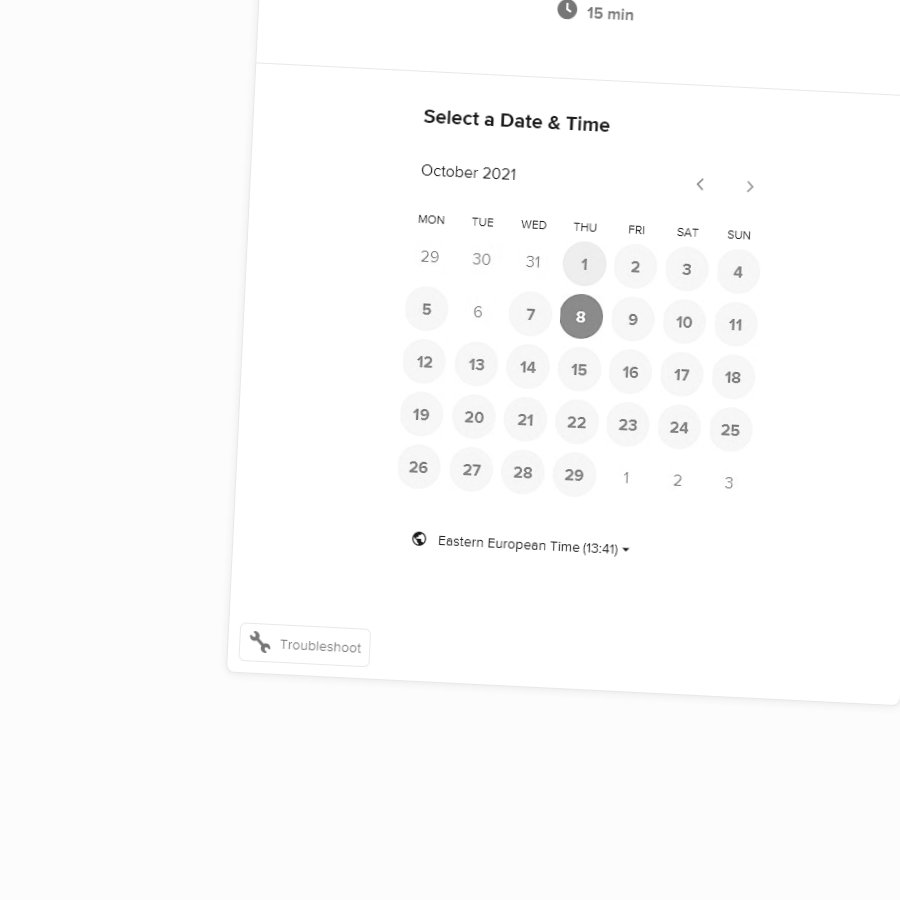 15 min
Select a Date & Time
October 2021
MON TUE WED THU FRI SAT SUN
29 30 31 1 2 3 4
5 6 7 8 9 10 11
12 13 14 15 16 17 18
19 20 21 22 23 24 25
26 27 28 29 1 2 3
Eastern European Time (13:41)
Troubleshoot